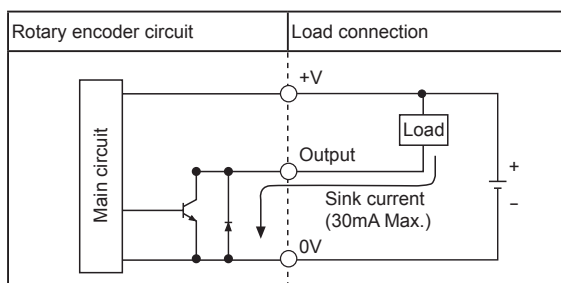 Rotary encoder circuit
Load connection
+V
Load
Main circuit
Output
Sink current
(30mA Max.)
+
−
0V